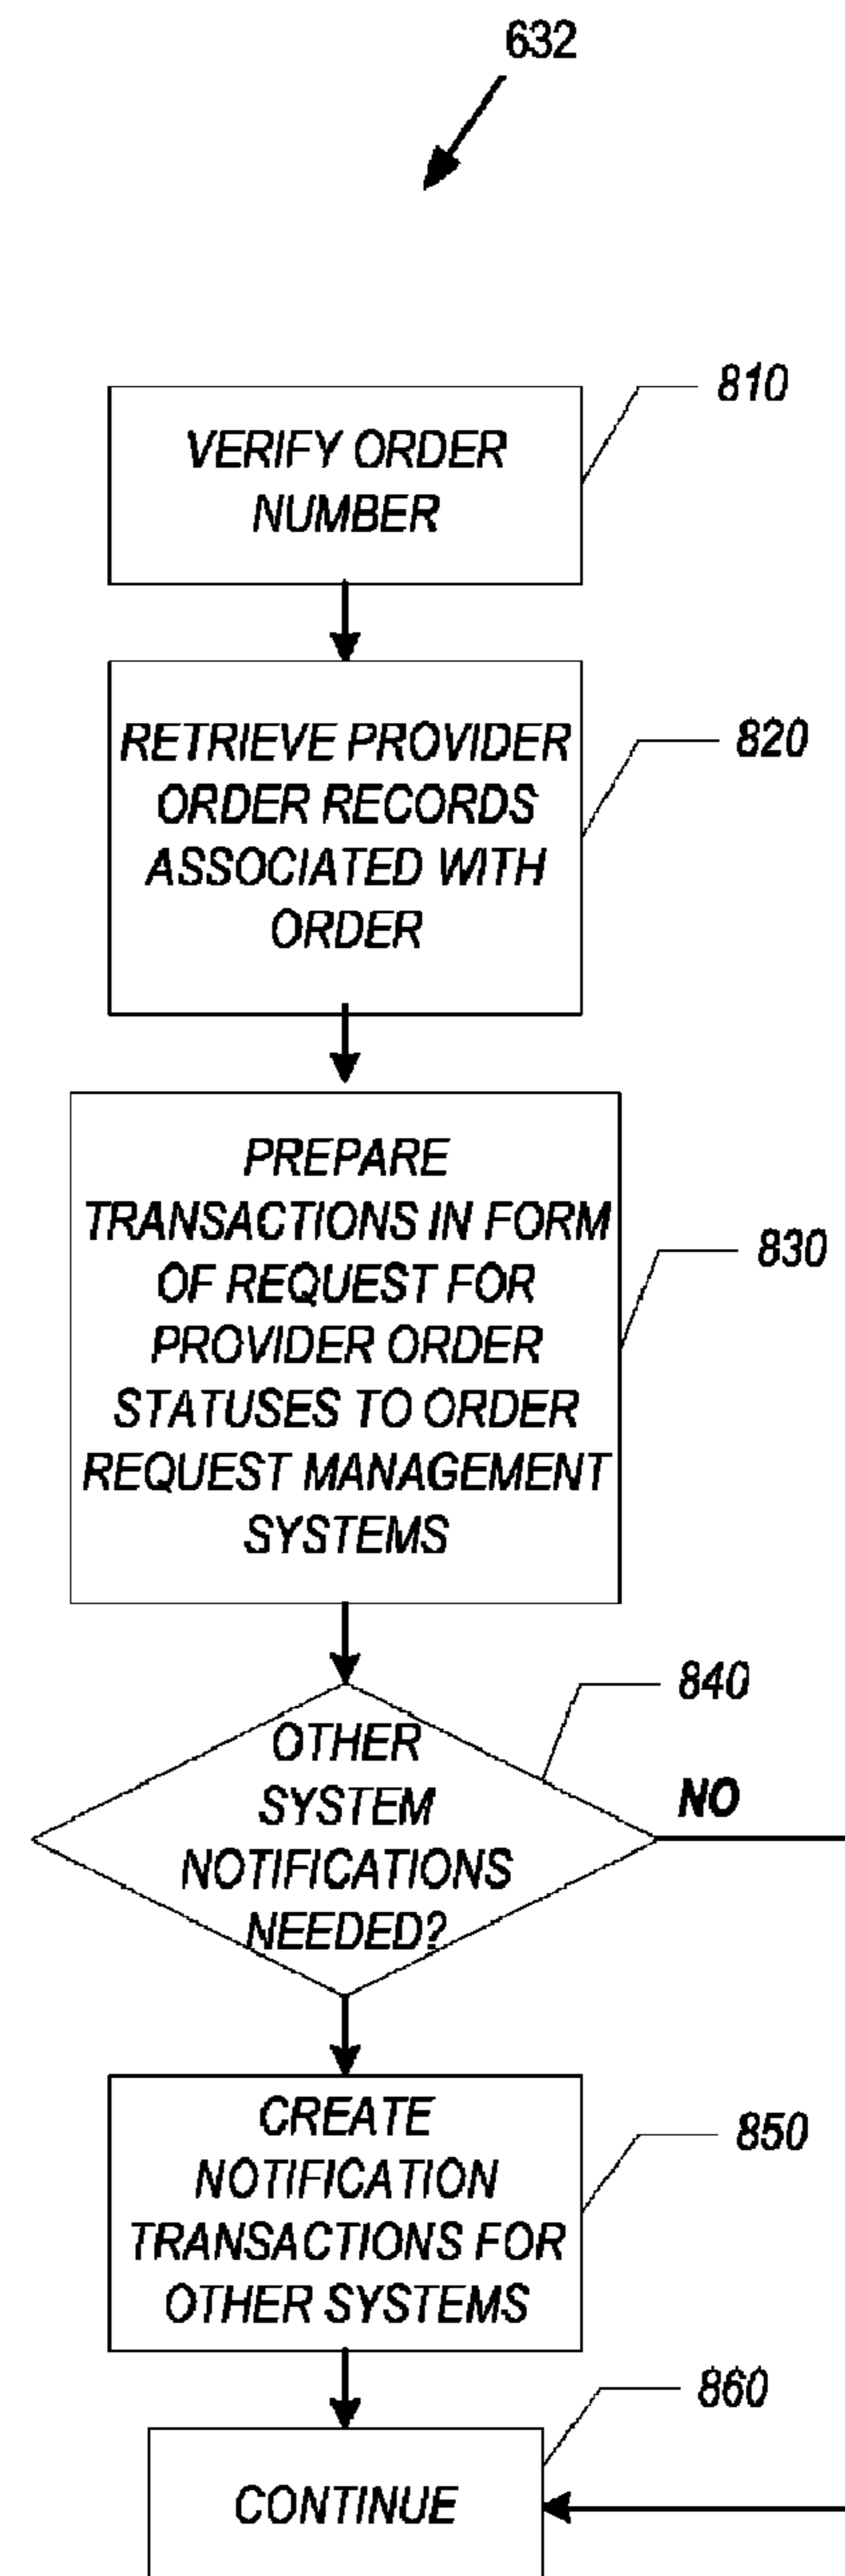 632
810
VERIFY ORDER
NUMBER
820
RETRIEVE PROVIDER
ORDER RECORDS
ASSOCIATED WITH
ORDER
830
PREPARE
TRANSACTIONS IN FORM
OF REQUEST FOR
PROVIDER ORDER
STATUSES TO ORDER
REQUEST MANAGEMENT
SYSTEMS
840
OTHER
SYSTEM
NOTIFICATIONS
NEEDED?
NO
850
CREATE
NOTIFICATION
TRANSACTIONS FOR
OTHER SYSTEMS
860
CONTINUE